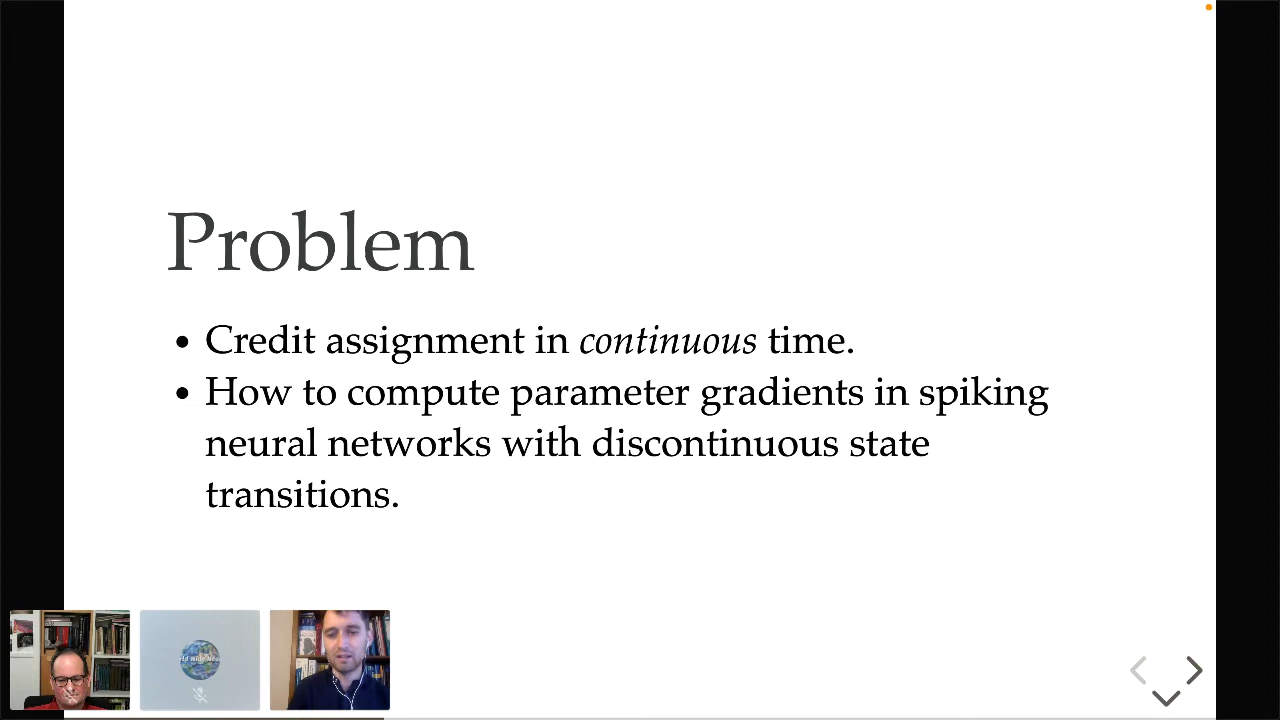 Problem
• Credit assignment in continuous time.
• How to compute parameter gradients in spiking
neural networks with discontinuous state
transitions.